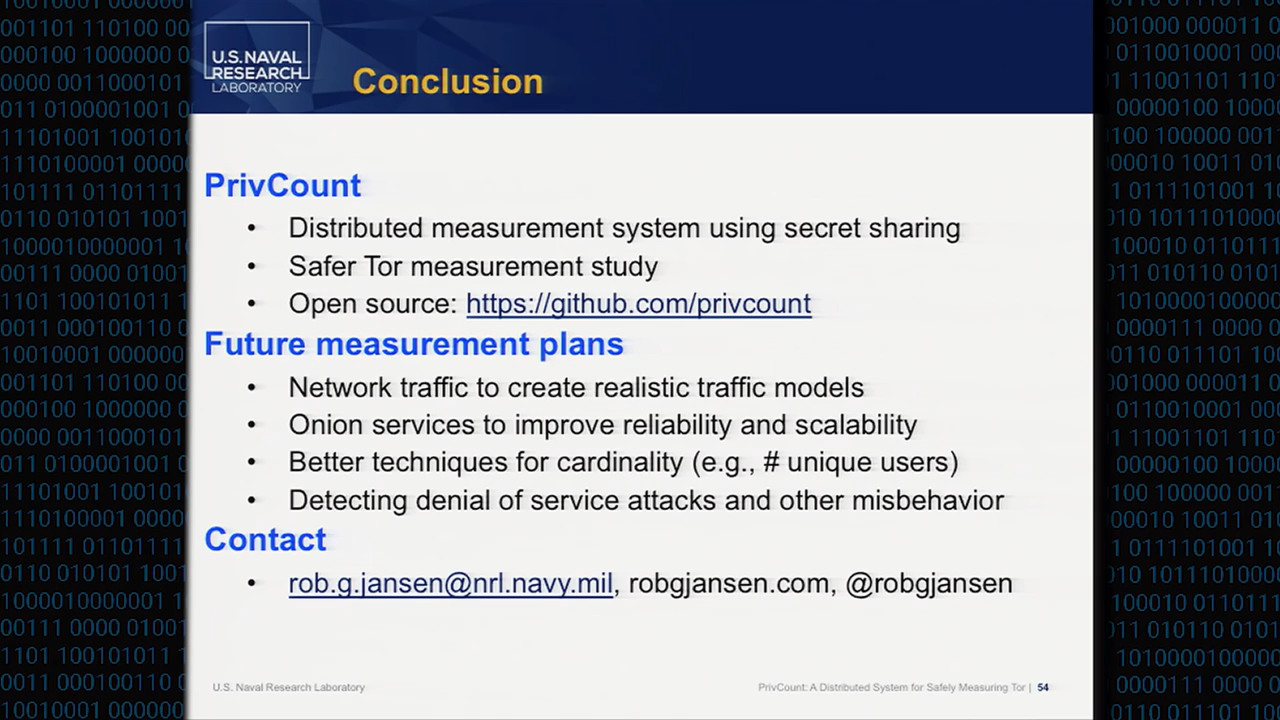 U.S. NAVAL
RESEARCH
LABORATORY
Conclusion
PrivCount
• Distributed measurement system using secret sharing
• Safer Tor measurement study
• Open source: https://github.com/privcount
Future measurement plans
• Network traffic to create realistic traffic models
• Onion services to improve reliability and scalability
• Better techniques for cardinality (e.g., # unique users)
• Detecting denial of service attacks and other misbehavior
Contact
• rob.g.jansen@nrl.navy.mil, robgjansen.com, @robgjansen
U.S. Naval Research Laboratory
PrivCount: A Distributed System for Safely Measuring Tor | 54